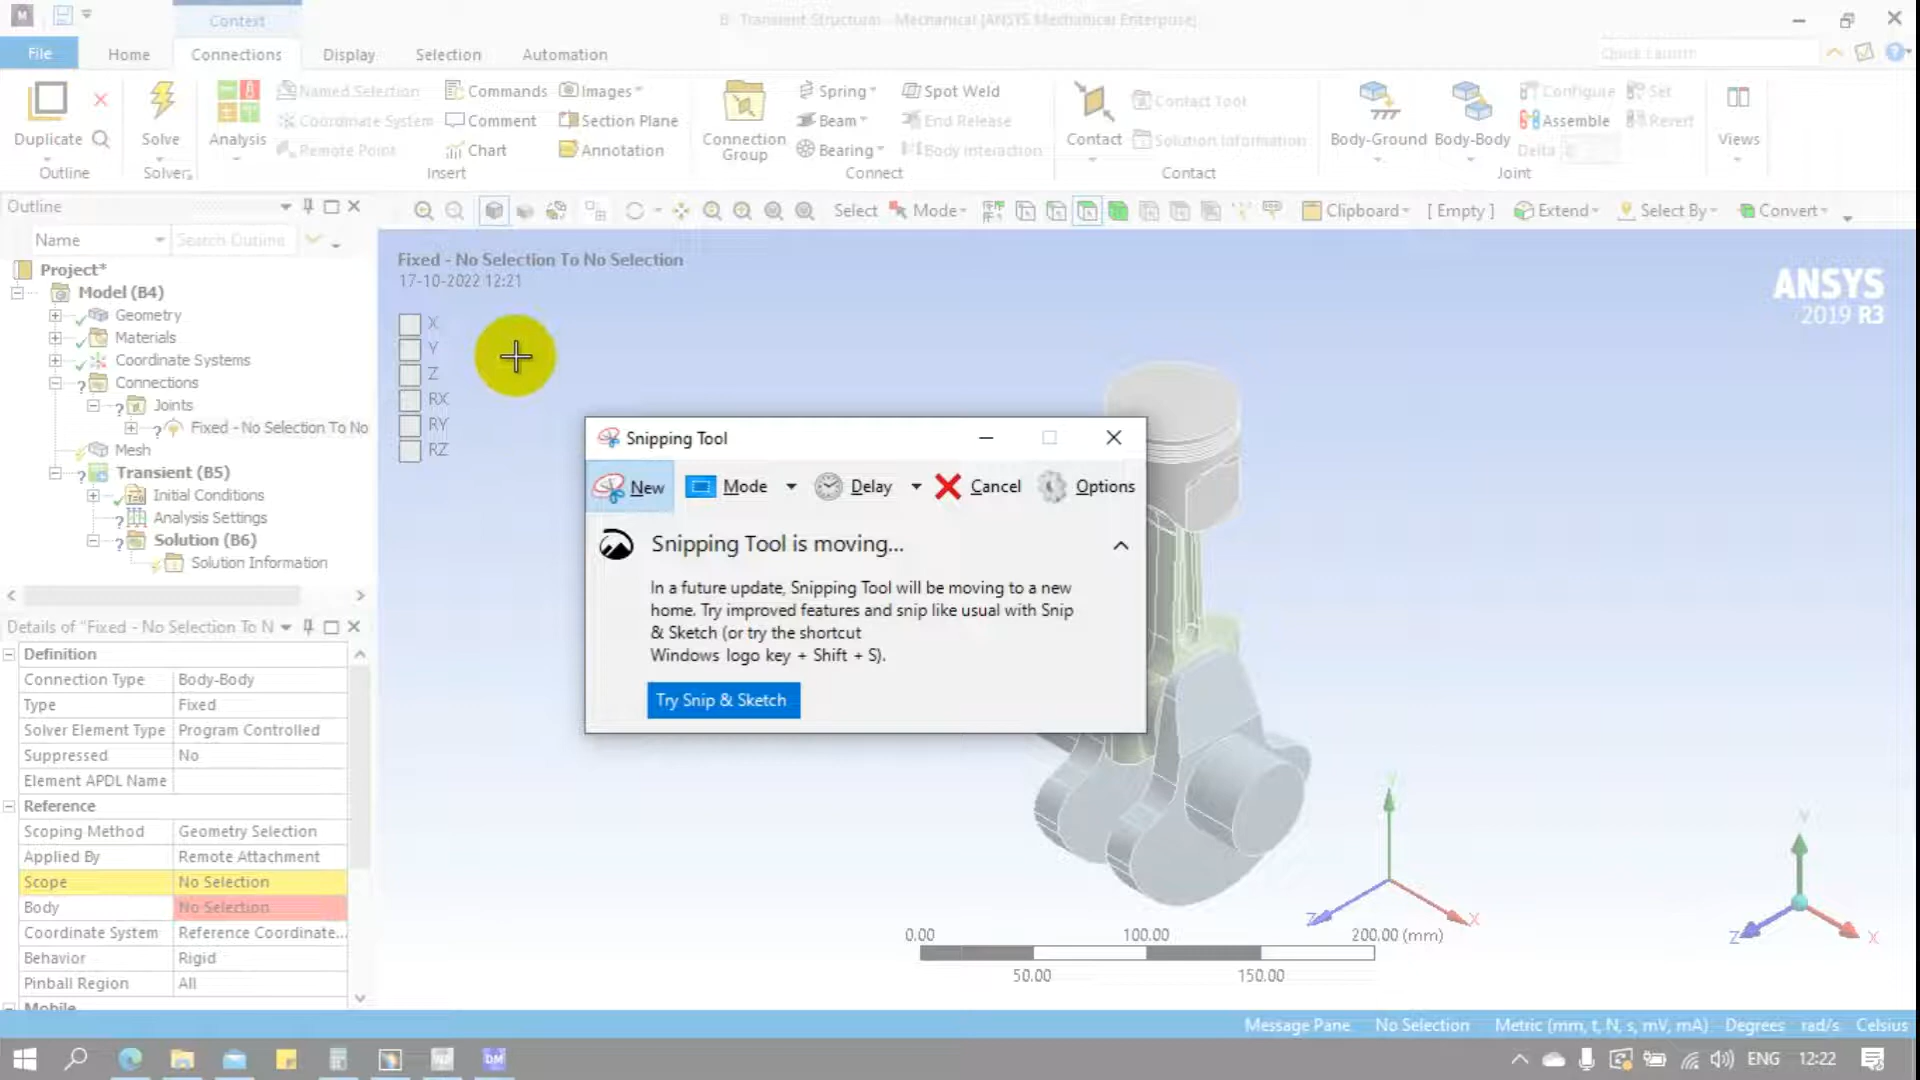 Context
B : Transient Structural - Mechanical [ANSYS Mechanical Enterprise]
File
Home
Connections
Display
Selection
Automation
Quick Launch
Duplicate
Outline
Solve
Solver
Analysis
Named Selection
Coordinate System
Remote Point
Commands
Comment
Chart
Images
Section Plane
Annotation
Insert
Connection
Group
Spring
Beam
Bearing
Spot Weld
End Release
Body Interaction
Connect
Contact
Contact Tool
Solution Information
Contact
Body-Ground
Body-Body
Configure
Assemble
Delta
Set
Revert
Joint
Views
Outline
Select
Mode
Clipboard
[ Empty ]
Extend
Select By
Convert
Name
Search Outline
Project*
Model (B4)
Geometry
Materials
Coordinate Systems
Connections
Joints
Fixed - No Selection To No
Mesh
Transient (B5)
Initial Conditions
Analysis Settings
Solution (B6)
Solution Information
Details of "Fixed - No Selection To N
Definition
Connection Type Body-Body
Type Fixed
Solver Element Type Program Controlled
Suppressed No
Element APDL Name
Reference
Scoping Method Geometry Selection
Applied By Remote Attachment
Scope No Selection
Body No Selection
Coordinate System Reference Coordinate...
Behavior Rigid
Pinball Region All
Mobile
Fixed - No Selection To No Selection
17-10-2022 12:21
X
Y
Z
RX
RY
RZ
ANSYS
2019 R3
Snipping Tool
New
Mode
Delay
Cancel
Options
Snipping Tool is moving...
In a future update, Snipping Tool will be moving to a new
home. Try improved features and snip like usual with Snip
& Sketch (or try the shortcut
Windows logo key + Shift + S).
Try Snip & Sketch
0.00
100.00
200.00 (mm)
50.00
150.00
Y
Z
X
Y
Z
X
Message Pane
No Selection
Metric (mm, t, N, s, mV, mA)
Degrees
rad/s
Celsius
DM
ENG
12:22